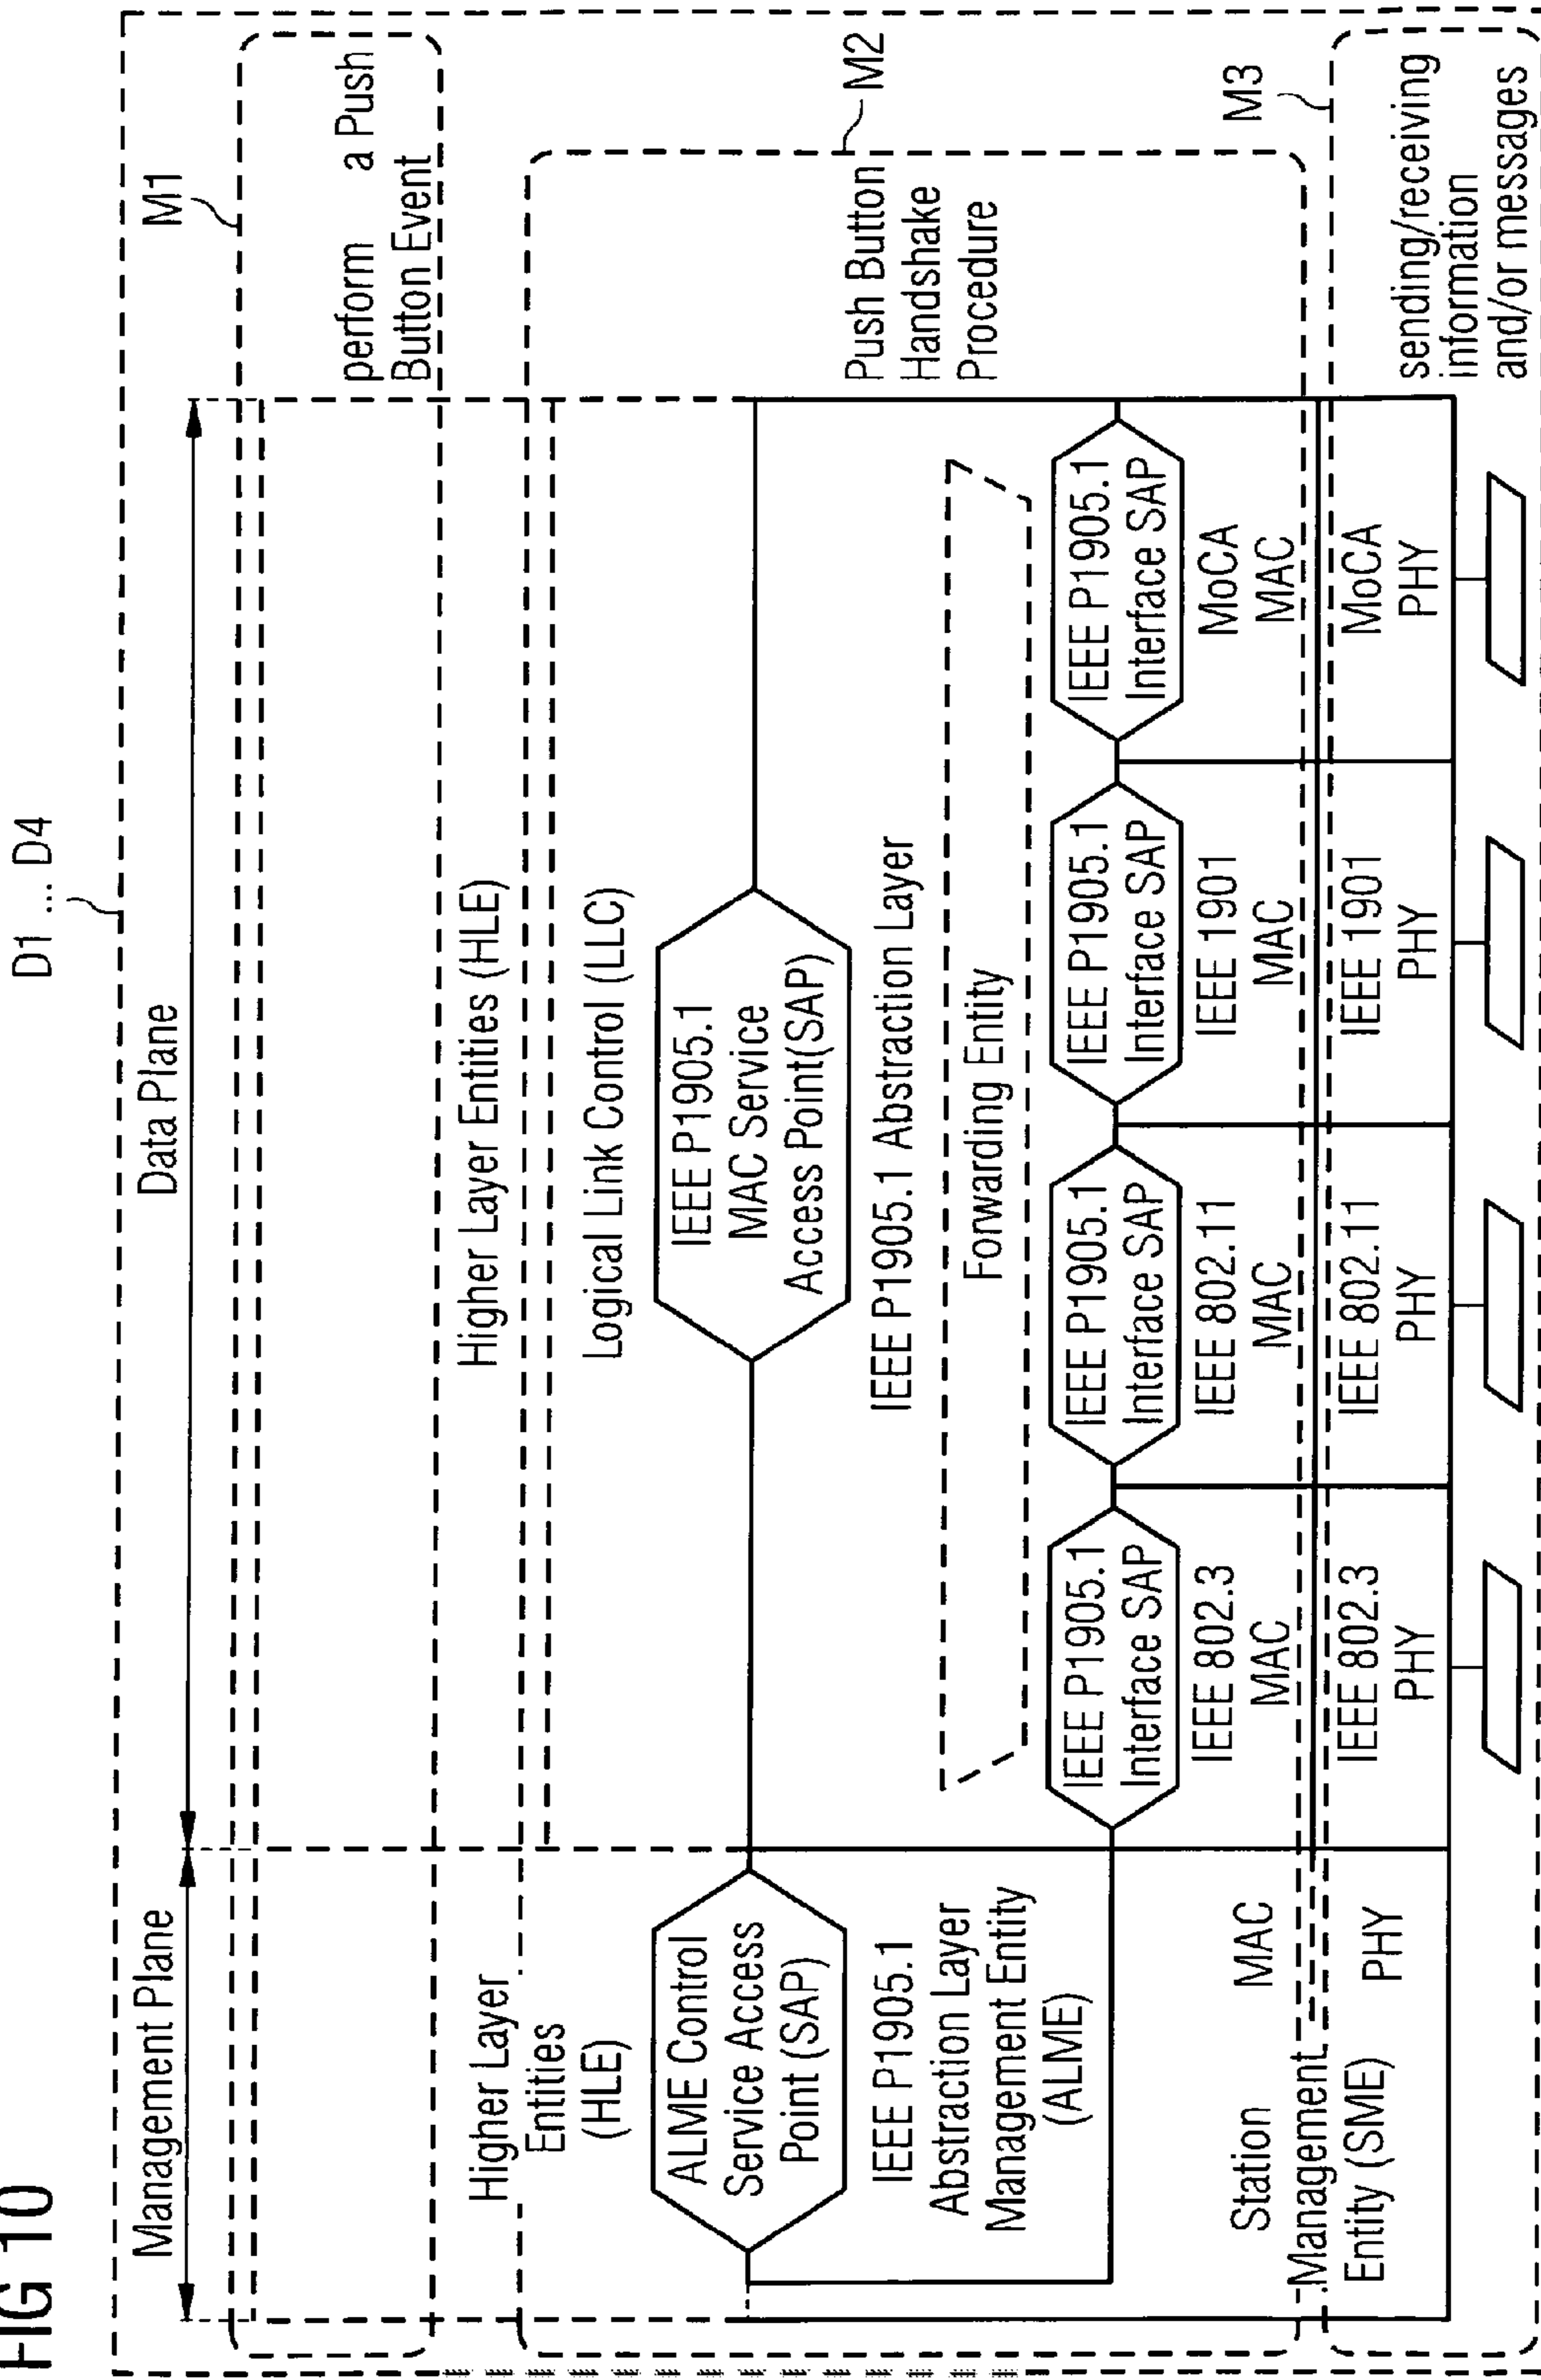 FIG 10
D1 ... D4
Management Plane
Data Plane
M1
perform a Push
Button Event
Higher Layer
Entities
(HLE)
Higher Layer Entities (HLE)
Logical Link Control (LLC)
M2
ALME Control
Service Access
Point (SAP)
IEEE P1905.1
MAC Service
Access Point(SAP)
Push Button
Handshake
Procedure
IEEE P1905.1
Abstraction Layer
Management Entity
(ALME)
IEEE P1905.1 Abstraction Layer
Forwarding Entity
IEEE P1905.1
Interface SAP
IEEE P1905.1
Interface SAP
IEEE P1905.1
Interface SAP
IEEE P1905.1
Interface SAP
M3
Station
Management
Entity (SME)
MAC
PHY
IEEE 802.3
MAC
IEEE 802.11
MAC
IEEE 1901
MAC
MoCA
MAC
IEEE 802.3
PHY
IEEE 802.11
PHY
IEEE 1901
PHY
MoCA
PHY
sending/receiving
information
and/or messages